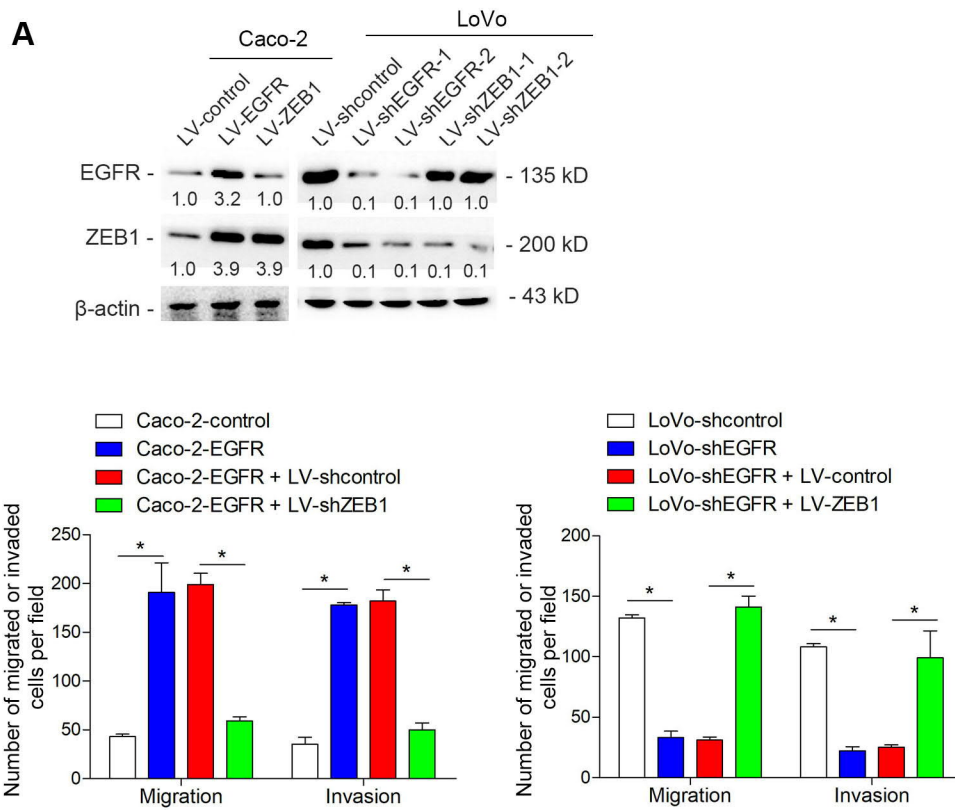 A
Caco-2
LoVo
LV-control
LV-EGFR
LV-ZEB1
LV-shcontrol
LV-shEGFR-1
LV-shEGFR-2
LV-shZEB1-1
LV-shZEB1-2
EGFR -
- 135 kD
1.0 3.2 1.0 1.0 0.1 0.1 1.0 1.0
ZEB1 -
- 200 kD
1.0 3.9 3.9 1.0 0.1 0.1 0.1 0.1
β-actin -
- 43 kD
Caco-2-control
Caco-2-EGFR
Caco-2-EGFR + LV-shcontrol
Caco-2-EGFR + LV-shZEB1
Number of migrated or invaded
cells per field
250
200
150
100
50
0
* * * *
Migration Invasion
LoVo-shcontrol
LoVo-shEGFR
LoVo-shEGFR + LV-control
LoVo-shEGFR + LV-ZEB1
Number of migrated or invaded
cells per field
200
150
100
50
0
* * * *
Migration Invasion